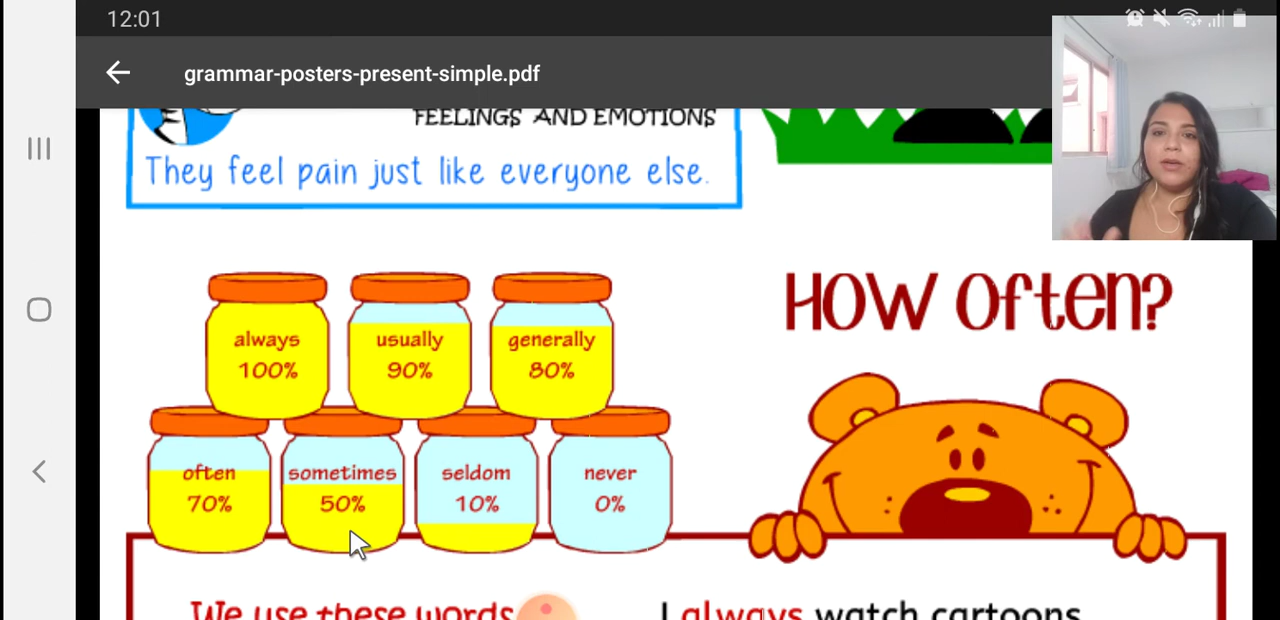 12:01
grammar-posters-present-simple.pdf
FEELINGS AND EMOTIONS
They feel pain just like everyone else.
HOW OfteN?
always
100%
usually
90%
generally
80%
often
70%
sometimes
50%
seldom
10%
never
0%
We use these words
I always watch cartoons